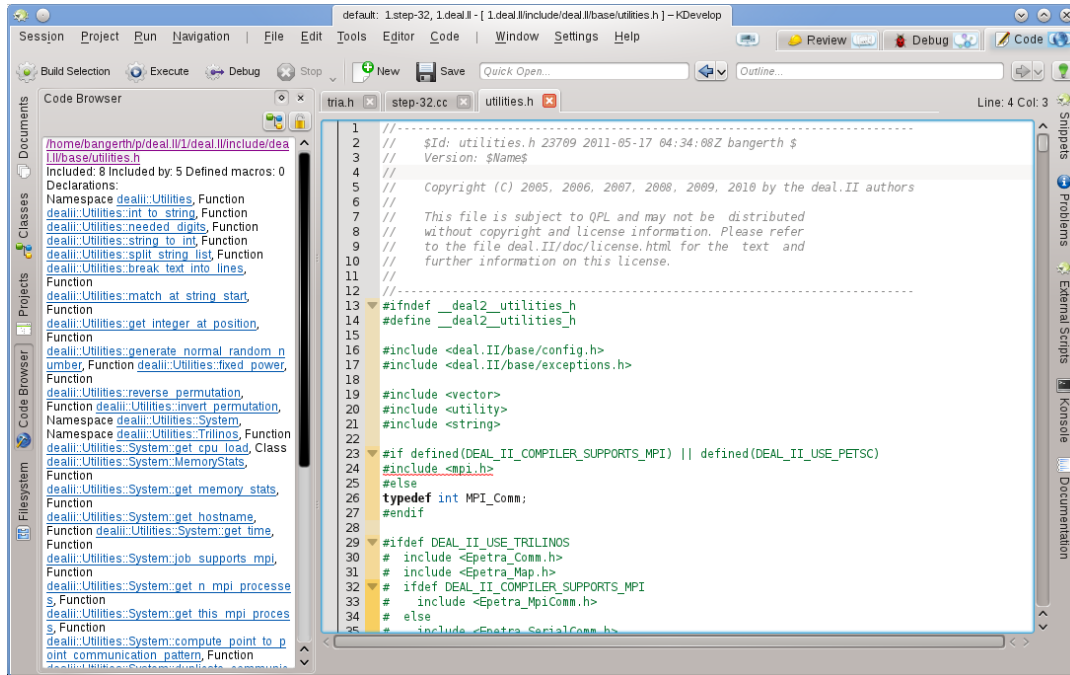 default:  1.step-32, 1.deal.II - [ 1.deal.II/include/deal.II/base/utilities.h ] – KDevelop
Session Project Run Navigation | File Edit Tools Editor Code | Window Settings Help
Review Debug Code
Build Selection Execute Debug Stop New Save Quick Open... Outline...
Code Browser
tria.h step-32.cc utilities.h Line: 4 Col: 3
Documents
Classes
Projects
Code Browser
Filesystem
/home/bangerth/p/deal.II/1/deal.II/include/dea
l.II/base/utilities.h
Included: 8 Included by: 5 Defined macros: 0
Declarations:
Namespace dealii::Utilities, Function
dealii::Utilities::int_to_string, Function
dealii::Utilities::needed_digits, Function
dealii::Utilities::string_to_int, Function
dealii::Utilities::split_string_list, Function
dealii::Utilities::break_text_into_lines,
Function
dealii::Utilities::match_at_string_start,
Function
dealii::Utilities::get_integer_at_position,
Function
dealii::Utilities::generate_normal_random_n
umber, Function dealii::Utilities::fixed_power,
Function
dealii::Utilities::reverse_permutation,
Function dealii::Utilities::invert_permutation,
Namespace dealii::Utilities::System,
Namespace dealii::Utilities::Trilinos, Function
dealii::Utilities::System::get_cpu_load, Class
dealii::Utilities::System::MemoryStats,
Function
dealii::Utilities::System::get_memory_stats,
Function
dealii::Utilities::System::get_hostname,
Function dealii::Utilities::System::get_time,
Function
dealii::Utilities::System::job_supports_mpi,
Function
dealii::Utilities::System::get_n_mpi_processe
s, Function
dealii::Utilities::System::get_this_mpi_proces
s, Function
dealii::Utilities::System::compute_point_to_p
oint_communication_pattern, Function
1 //------------------------------------------------------------------------------
2 //    $Id: utilities.h 23709 2011-05-17 04:34:08Z bangerth $
3 //    Version: $Name$
4 //
5 //    Copyright (C) 2005, 2006, 2007, 2008, 2009, 2010 by the deal.II authors
6 //
7 //    This file is subject to QPL and may not be  distributed
8 //    without copyright and license information. Please refer
9 //    to the file deal.II/doc/license.html for the  text  and
10 //    further information on this license.
11 //
12 //------------------------------------------------------------------------------
13 #ifndef __deal2__utilities_h
14 #define __deal2__utilities_h
15
16 #include <deal.II/base/config.h>
17 #include <deal.II/base/exceptions.h>
18
19 #include <vector>
20 #include <utility>
21 #include <string>
22
23 #if defined(DEAL_II_COMPILER_SUPPORTS_MPI) || defined(DEAL_II_USE_PETSC)
24 #include <mpi.h>
25 #else
26 typedef int MPI_Comm;
27 #endif
28
29 #ifdef DEAL_II_USE_TRILINOS
30 #  include <Epetra_Comm.h>
31 #  include <Epetra_Map.h>
32 #  ifdef DEAL_II_COMPILER_SUPPORTS_MPI
33 #    include <Epetra_MpiComm.h>
34 #  else
35 #    include <Epetra_SerialComm.h>
Snippets
Problems
External Scripts
Konsole
Documentation